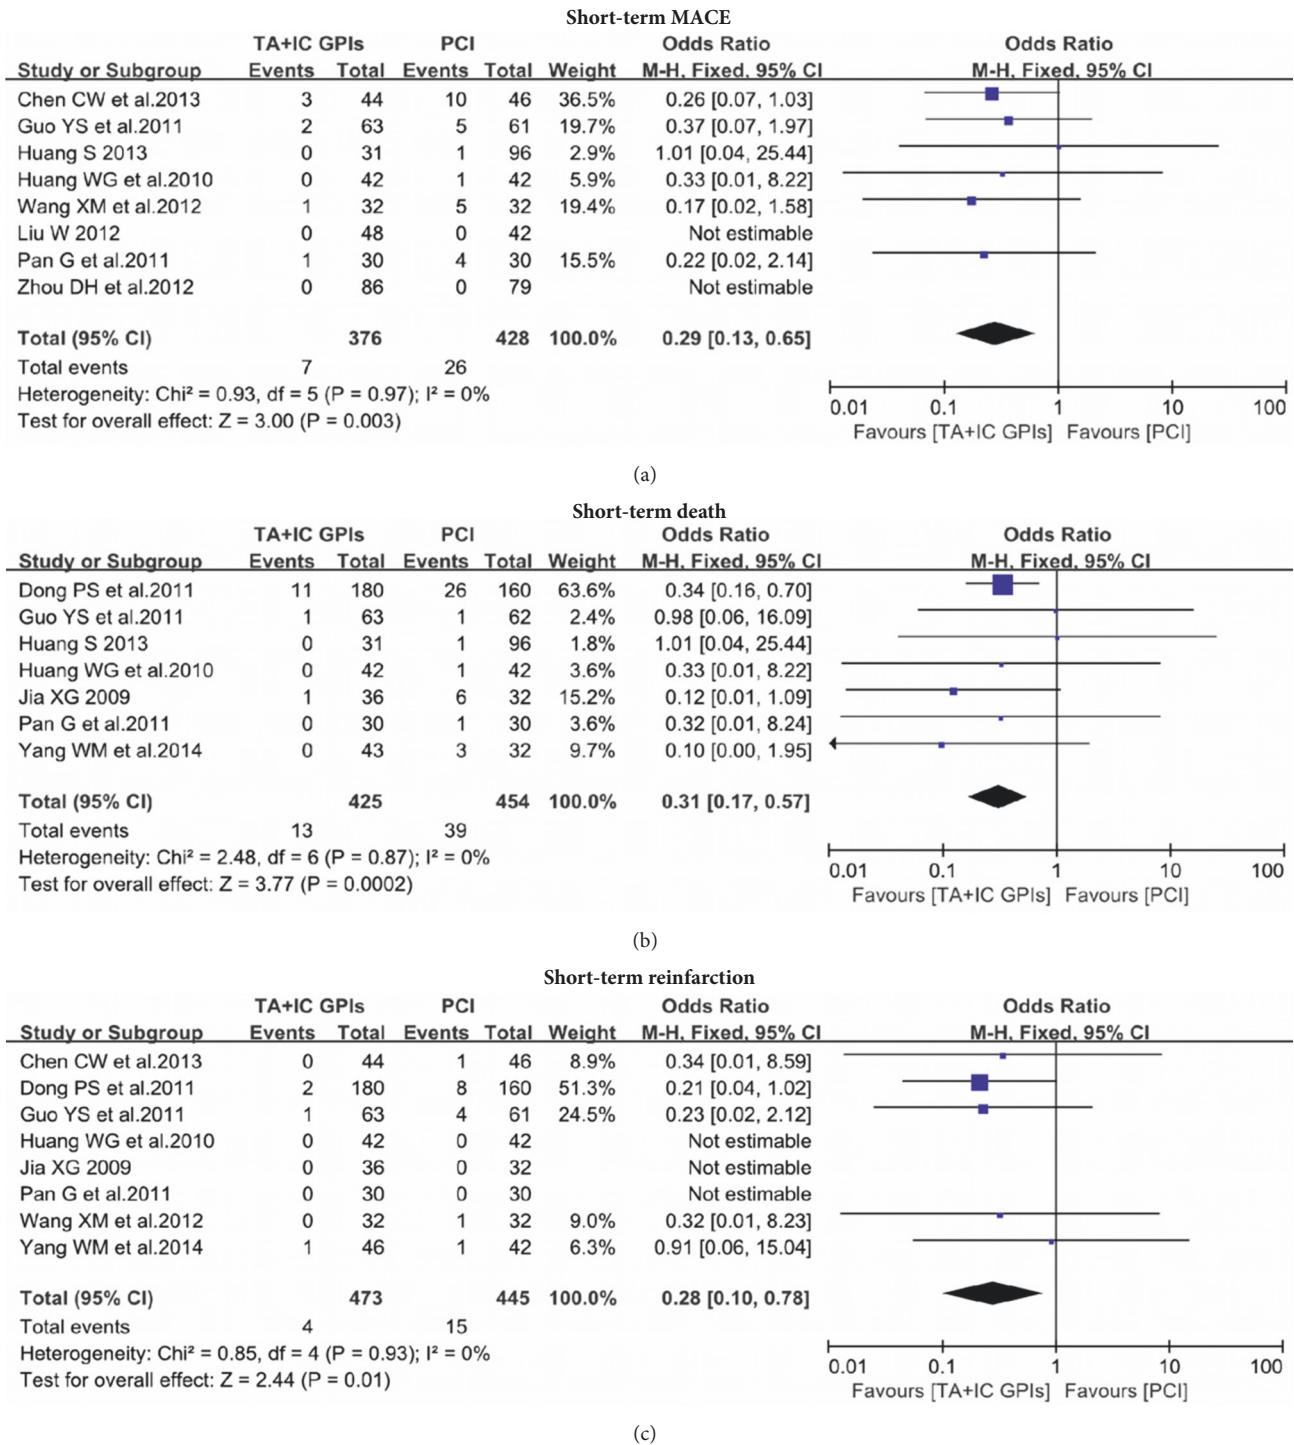 Short-term MACE
TA+IC GPIs PCI Odds Ratio Odds Ratio
Study or Subgroup Events Total Events Total Weight M-H, Fixed, 95% CI M-H, Fixed, 95% CI
Chen CW et al.2013 3 44 10 46 36.5% 0.26 [0.07, 1.03]
Guo YS et al.2011 2 63 5 61 19.7% 0.37 [0.07, 1.97]
Huang S 2013 0 31 1 96 2.9% 1.01 [0.04, 25.44]
Huang WG et al.2010 0 42 1 42 5.9% 0.33 [0.01, 8.22]
Wang XM et al.2012 1 32 5 32 19.4% 0.17 [0.02, 1.58]
Liu W 2012 0 48 0 42 Not estimable
Pan G et al.2011 1 30 4 30 15.5% 0.22 [0.02, 2.14]
Zhou DH et al.2012 0 86 0 79 Not estimable
Total (95% CI) 376 428 100.0% 0.29 [0.13, 0.65]
Total events 7 26
Heterogeneity: Chi² = 0.93, df = 5 (P = 0.97); I² = 0%
Test for overall effect: Z = 3.00 (P = 0.003)
0.01 0.1 1 10 100
Favours [TA+IC GPIs] Favours [PCI]
(a)
Short-term death
TA+IC GPIs PCI Odds Ratio Odds Ratio
Study or Subgroup Events Total Events Total Weight M-H, Fixed, 95% CI M-H, Fixed, 95% CI
Dong PS et al.2011 11 180 26 160 63.6% 0.34 [0.16, 0.70]
Guo YS et al.2011 1 63 1 62 2.4% 0.98 [0.06, 16.09]
Huang S 2013 0 31 1 96 1.8% 1.01 [0.04, 25.44]
Huang WG et al.2010 0 42 1 42 3.6% 0.33 [0.01, 8.22]
Jia XG 2009 1 36 6 32 15.2% 0.12 [0.01, 1.09]
Pan G et al.2011 0 30 1 30 3.6% 0.32 [0.01, 8.24]
Yang WM et al.2014 0 43 3 32 9.7% 0.10 [0.00, 1.95]
Total (95% CI) 425 454 100.0% 0.31 [0.17, 0.57]
Total events 13 39
Heterogeneity: Chi² = 2.48, df = 6 (P = 0.87); I² = 0%
Test for overall effect: Z = 3.77 (P = 0.0002)
0.01 0.1 1 10 100
Favours [TA+IC GPIs] Favours [PCI]
(b)
Short-term reinfarction
TA+IC GPIs PCI Odds Ratio Odds Ratio
Study or Subgroup Events Total Events Total Weight M-H, Fixed, 95% CI M-H, Fixed, 95% CI
Chen CW et al.2013 0 44 1 46 8.9% 0.34 [0.01, 8.59]
Dong PS et al.2011 2 180 8 160 51.3% 0.21 [0.04, 1.02]
Guo YS et al.2011 1 63 4 61 24.5% 0.23 [0.02, 2.12]
Huang WG et al.2010 0 42 0 42 Not estimable
Jia XG 2009 0 36 0 32 Not estimable
Pan G et al.2011 0 30 0 30 Not estimable
Wang XM et al.2012 0 32 1 32 9.0% 0.32 [0.01, 8.23]
Yang WM et al.2014 1 46 1 42 6.3% 0.91 [0.06, 15.04]
Total (95% CI) 473 445 100.0% 0.28 [0.10, 0.78]
Total events 4 15
Heterogeneity: Chi² = 0.85, df = 4 (P = 0.93); I² = 0%
Test for overall effect: Z = 2.44 (P = 0.01)
0.01 0.1 1 10 100
Favours [TA+IC GPIs] Favours [PCI]
(c)